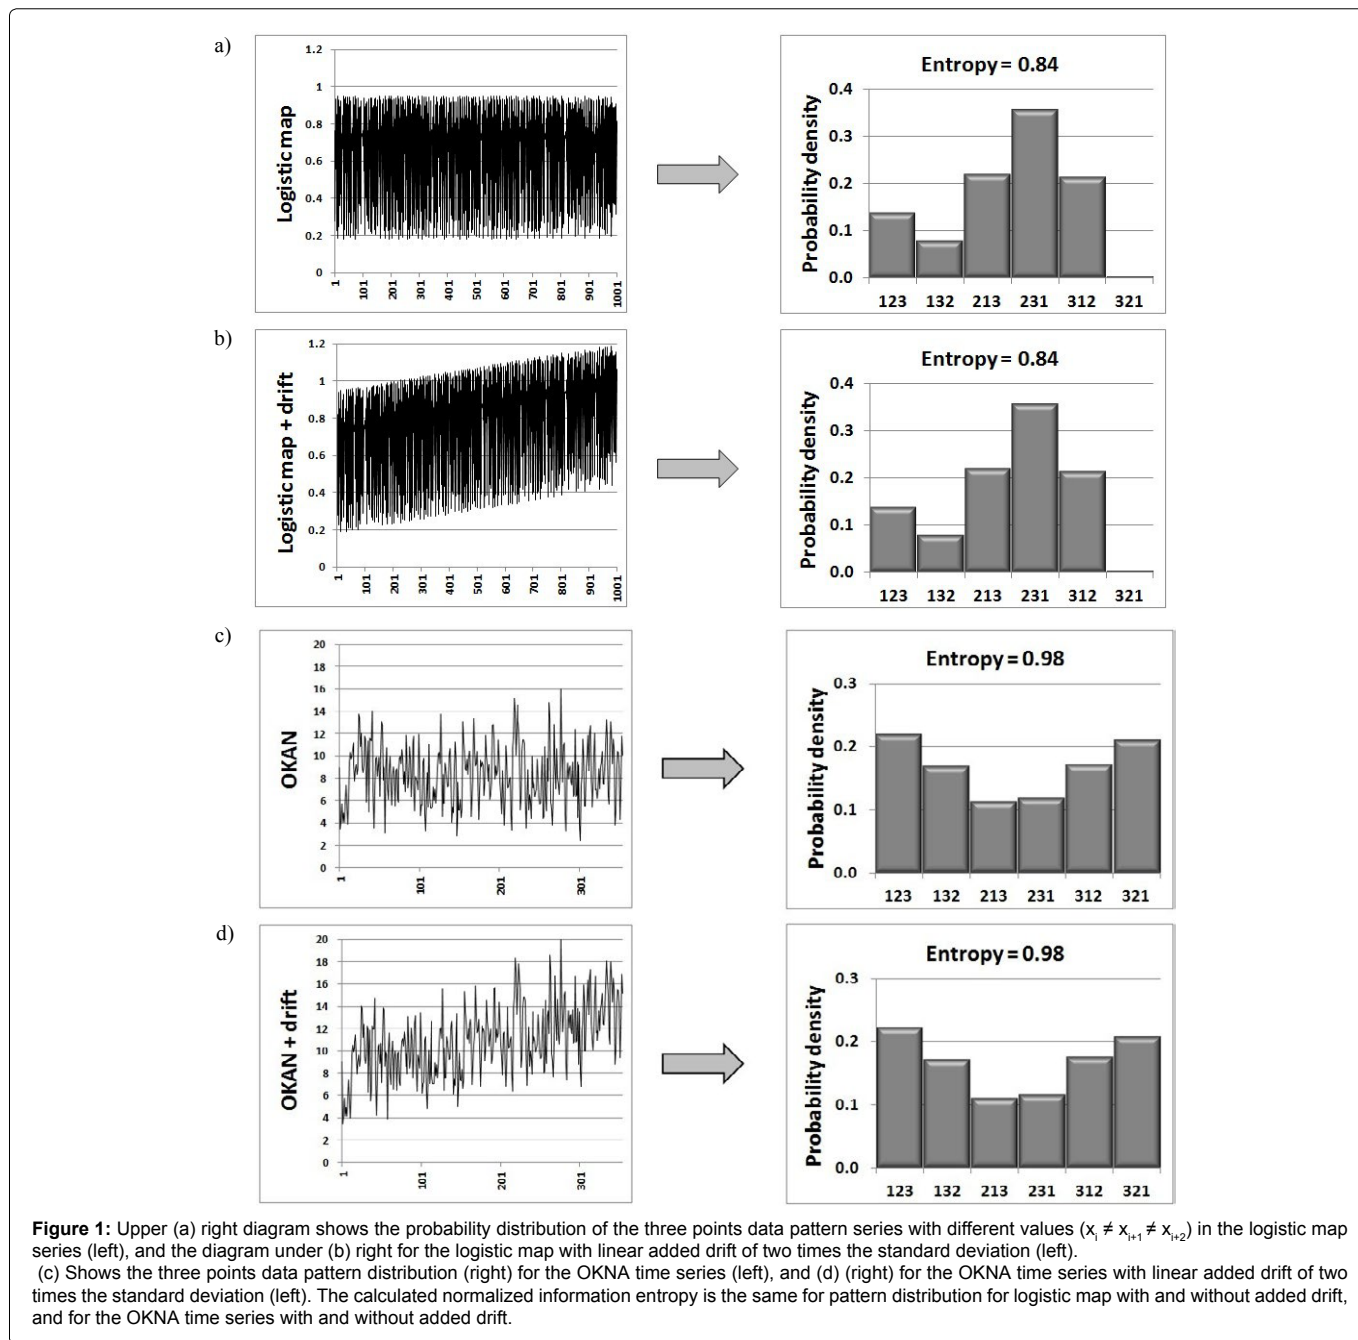 a)
Logistic map
1.2
1
0.8
0.6
0.4
0.2
0
1 101 201 301 401 501 601 701 801 901 1001
Entropy = 0.84
Probability density
0.4
0.3
0.2
0.1
0.0
123 132 213 231 312 321
b)
Logistic map + drift
1.2
1
0.8
0.6
0.4
0.2
0
1 101 201 301 401 501 601 701 801 901 1001
Entropy = 0.84
Probability density
0.4
0.3
0.2
0.1
0.0
123 132 213 231 312 321
c)
OKAN
20
18
16
14
12
10
8
6
4
2
0
1 101 201 301
Entropy = 0.98
Probability density
0.3
0.2
0.1
0.0
123 132 213 231 312 321
d)
OKAN + drift
20
18
16
14
12
10
8
6
4
2
0
1 101 201 301
Entropy = 0.98
Probability density
0.3
0.2
0.1
0.0
123 132 213 231 312 321
Figure 1: Upper (a) right diagram shows the probability distribution of the three points data pattern series with different values (xᵢ ≠ xᵢ₊₁ ≠ xᵢ₊₂) in the logistic map
series (left), and the diagram under (b) right for the logistic map with linear added drift of two times the standard deviation (left).
(c) Shows the three points data pattern distribution (right) for the OKNA time series (left), and (d) (right) for the OKNA time series with linear added drift of two
times the standard deviation (left). The calculated normalized information entropy is the same for pattern distribution for logistic map with and without added drift,
and for the OKNA time series with and without added drift.